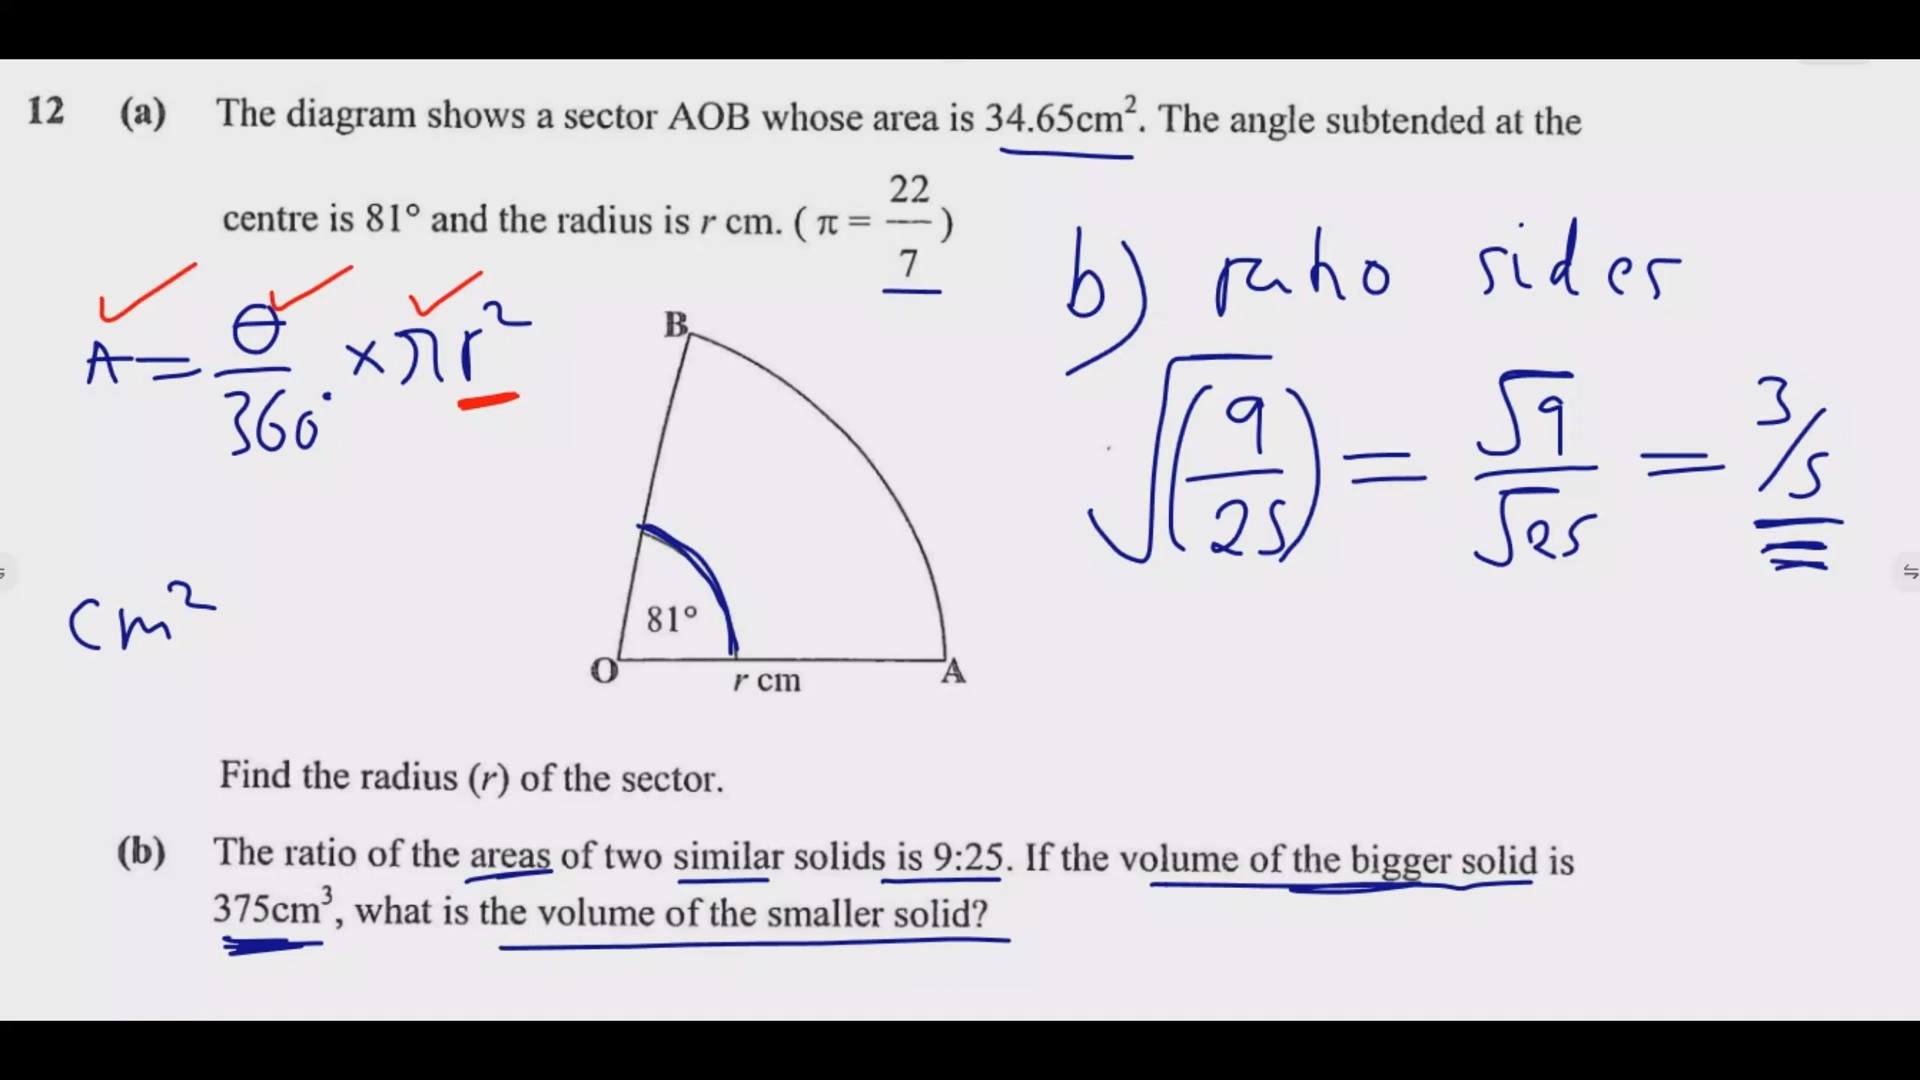 12 (a) The diagram shows a sector AOB whose area is 34.65cm². The angle subtended at the
centre is 81° and the radius is r cm. ( π = 22/7 )
A = θ/360° × πr²
b) ratio sides
√(9/25) = √9/√25 = 3/5
B
81°
O
r cm
A
cm²
Find the radius (r) of the sector.
(b) The ratio of the areas of two similar solids is 9:25. If the volume of the bigger solid is
375cm³, what is the volume of the smaller solid?